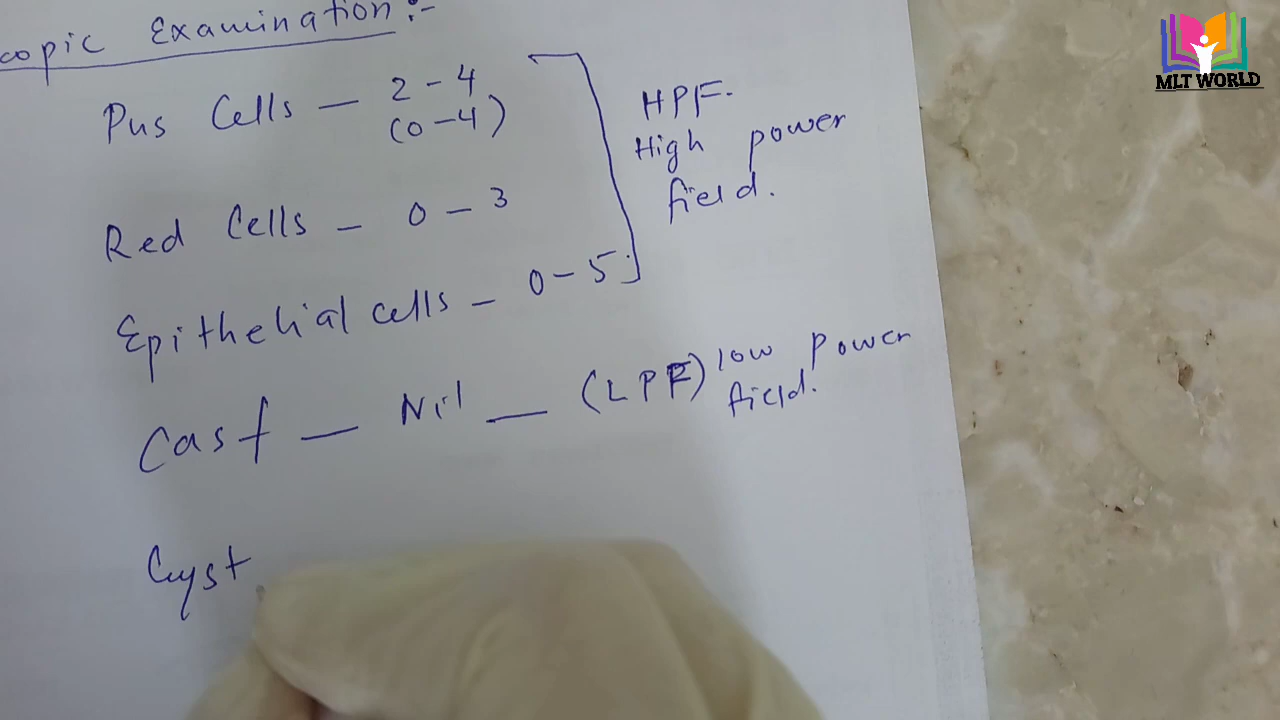 copic Examination :-
Pus Cells — 2 - 4
(0 - 4)
HPF.
High power
field.
Red Cells - 0 - 3
Epithelial cells - 0 - 5
Cast — Nil — (LPF) low power
field.
Cyst
MLT WORLD